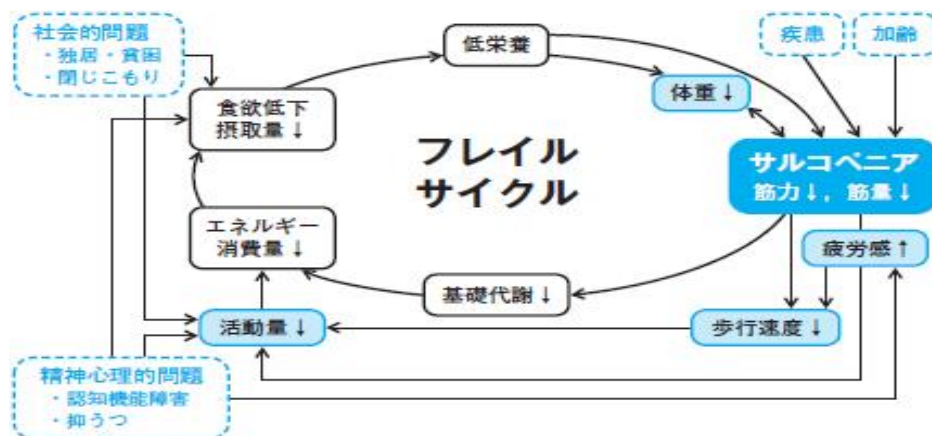 社会的問題
・独居・貧困
・閉じこもり
低栄養
疾患
加齢
体重↓
食欲低下
摂取量↓
フレイル
サイクル
サルコペニア
筋力↓，筋量↓
エネルギー
消費量↓
疲労感↑
基礎代謝↓
活動量↓
歩行速度↓
精神心理的問題
・認知機能障害
・抑うつ